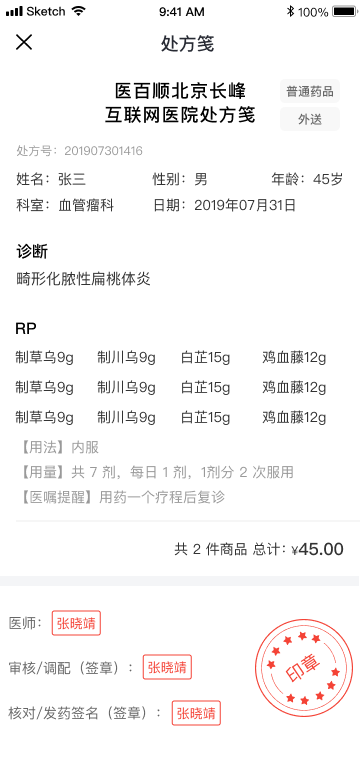 Sketch 9:41 AM 100%
处方笺
医百顺北京长峰
互联网医院处方笺
普通药品
外送
处方号：201907301416
姓名：张三 性别：男 年龄：45岁
科室：血管瘤科 日期：2019年07月31日
诊断
畸形化脓性扁桃体炎
RP
制草乌9g 制川乌9g 白芷15g 鸡血藤12g
制草乌9g 制川乌9g 白芷15g 鸡血藤12g
制草乌9g 制川乌9g 白芷15g 鸡血藤12g
【用法】内服
【用量】共 7 剂，每日 1 剂，1剂分 2 次服用
【医嘱提醒】用药一个疗程后复诊
共 2 件商品 总计：¥45.00
医师：张晓靖
审核/调配（签章）：张晓靖
核对/发药签名（签章）：张晓靖
印章